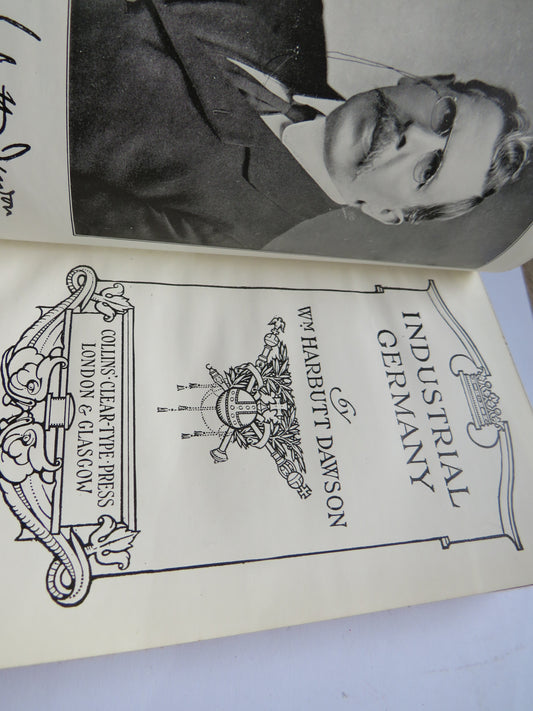 INDUSTRIAL
GERMANY
by
WM HARBUTT DAWSON
COLLINS' CLEAR-TYPE PRESS
LONDON & GLASGOW